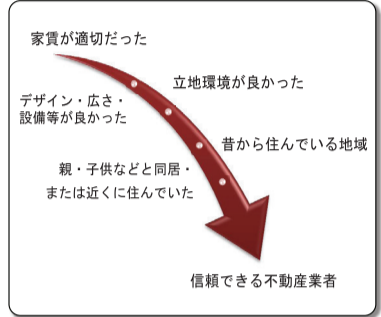 家賃が適切だった
立地環境が良かった
デザイン・広さ・
設備等が良かった
昔から住んでいる地域
親・子供などと同居・
または近くに住んでいた
信頼できる不動産業者